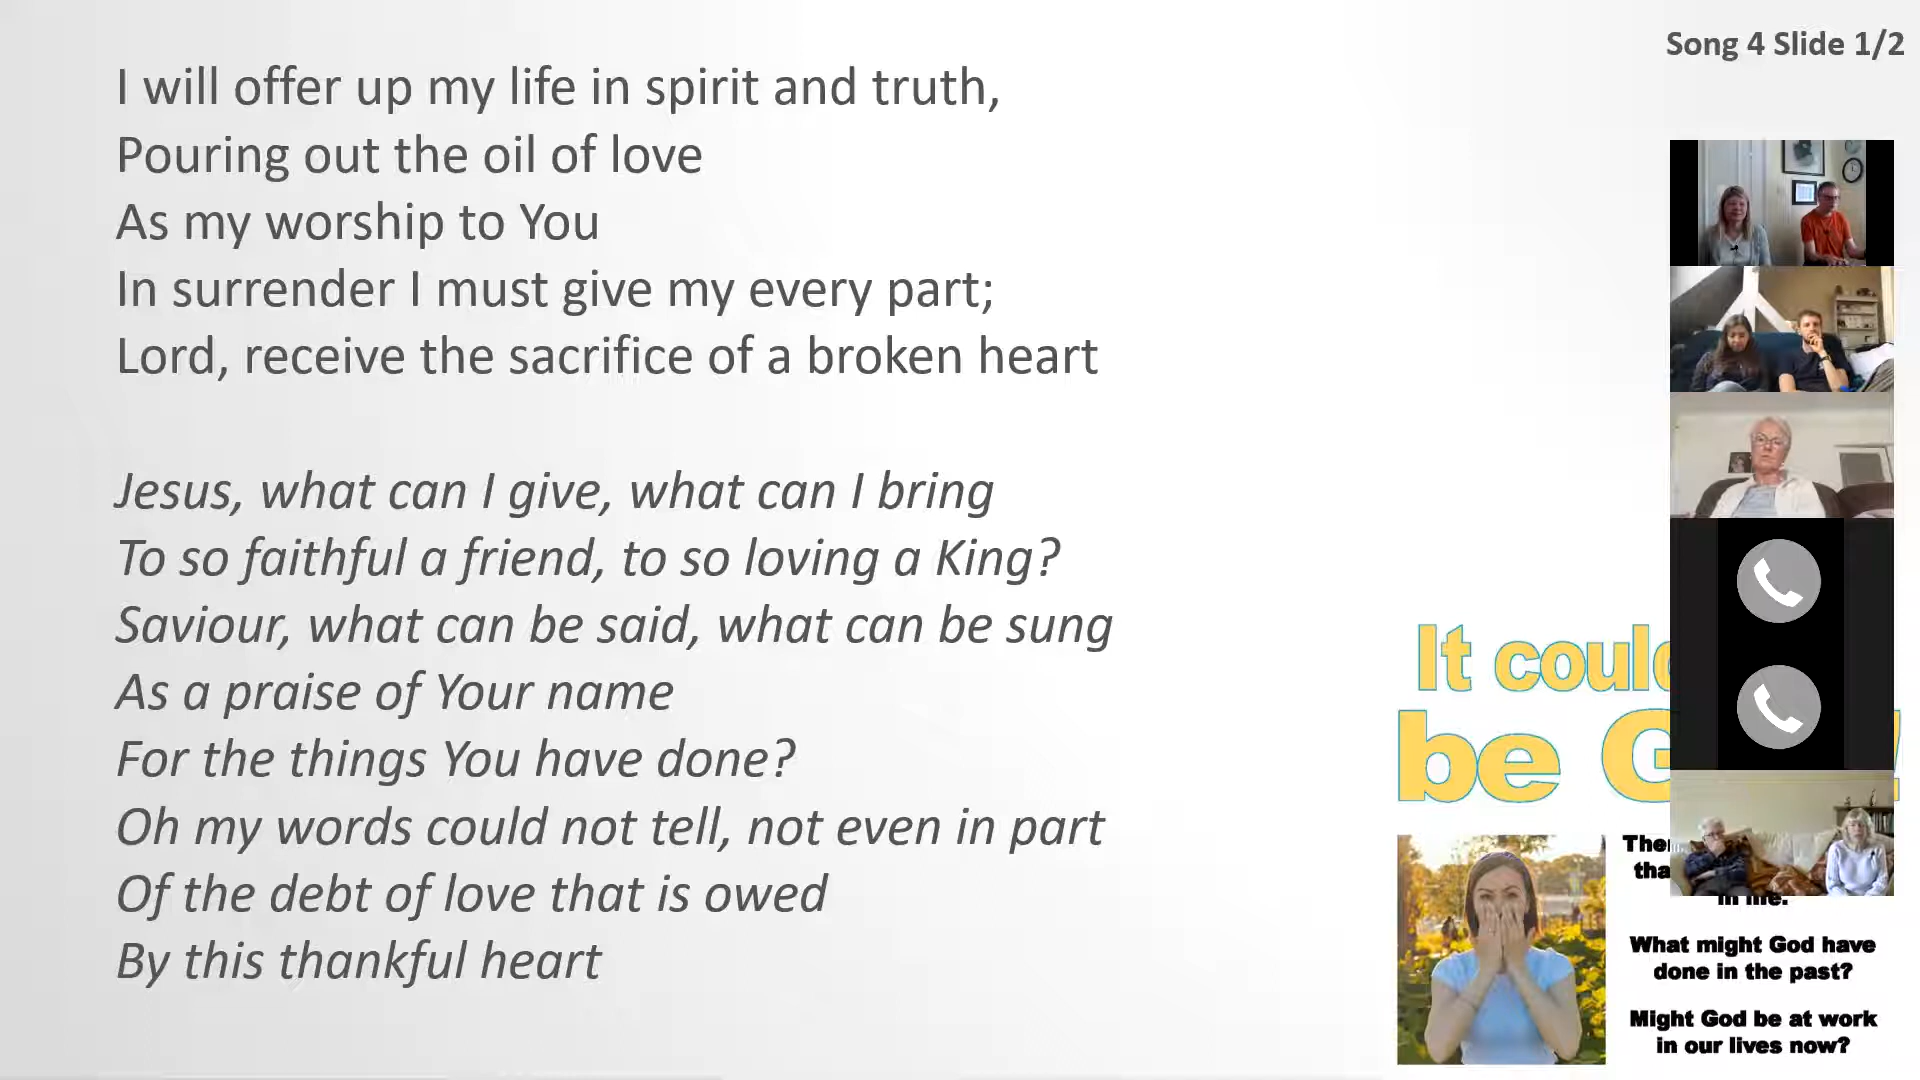 Song 4 Slide 1/2
I will offer up my life in spirit and truth,
Pouring out the oil of love
As my worship to You
In surrender I must give my every part;
Lord, receive the sacrifice of a broken heart
Jesus, what can I give, what can I bring
To so faithful a friend, to so loving a King?
Saviour, what can be said, what can be sung
As a praise of Your name
For the things You have done?
Oh my words could not tell, not even in part
Of the debt of love that is owed
By this thankful heart
It
be
in life.
What might God have
done in the past?
Might God be at work
in our lives now?